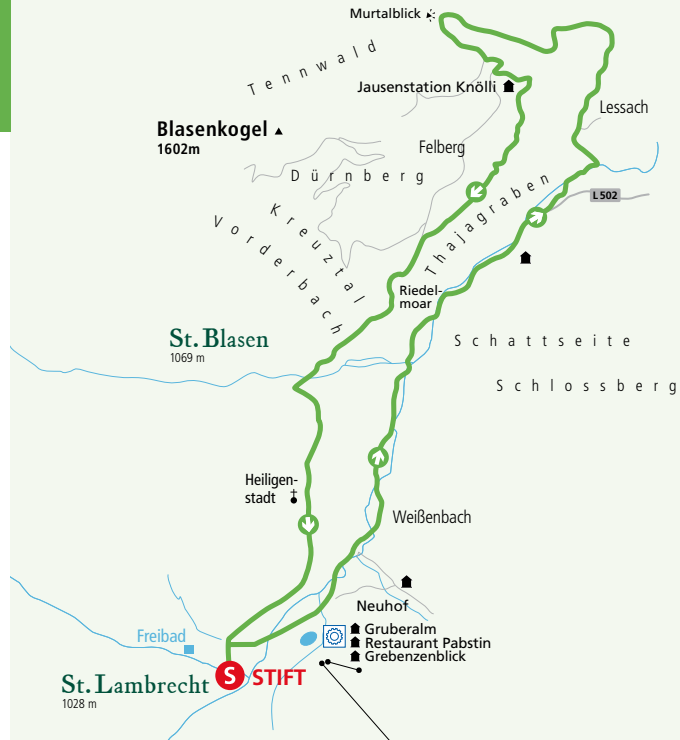 Murtalblick
Tennwald
Jausenstation Knölli
Lessach
Blasenkogel
1602m
Felberg
Dürnberg
L 502
Thajagraben
Kreuztal
Vorderbach
Riedel-
moar
St. Blasen
1069 m
Schattseite
Schlossberg
Heiligen-
stadt
Weißenbach
Neuhof
Freibad
Gruberalm
Restaurant Pabstin
Grebenzenblick
S STIFT
St. Lambrecht
1028 m